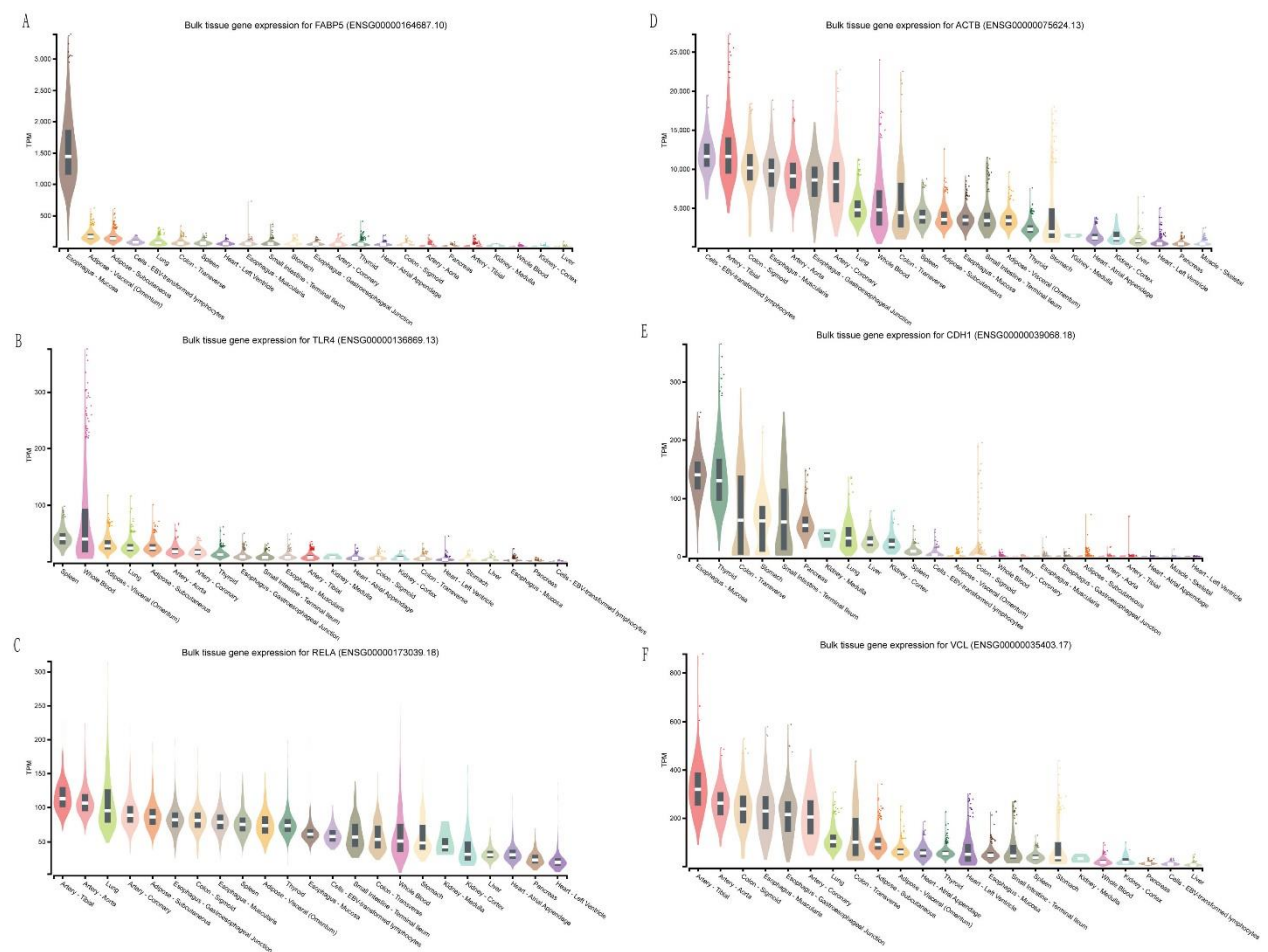 A
Bulk tissue gene expression for FABP5 (ENSG00000164687.10)
TPM
3,000
2,500
2,000
1,500
1,000
500
Esophagus - Mucosa
Adipose - Visceral (Omentum)
Adipose - Subcutaneous
Cells - EBV-transformed lymphocytes
Lung
Colon - Transverse
Spleen
Heart - Left Ventricle
Esophagus - Muscularis
Small Intestine - Terminal Ileum
Stomach
Esophagus - Gastroesophageal Junction
Artery - Coronary
Thyroid
Heart - Atrial Appendage
Colon - Sigmoid
Artery - Aorta
Pancreas
Artery - Tibial
Kidney - Medulla
Whole Blood
Kidney - Cortex
Liver
B
Bulk tissue gene expression for TLR4 (ENSG00000136869.13)
TPM
300
200
100
0
Spleen
Whole Blood
Adipose - Visceral (Omentum)
Lung
Adipose - Subcutaneous
Artery - Aorta
Artery - Coronary
Thyroid
Esophagus - Gastroesophageal Junction
Small Intestine - Terminal Ileum
Esophagus - Muscularis
Artery - Tibial
Kidney - Medulla
Heart - Atrial Appendage
Colon - Sigmoid
Kidney - Cortex
Colon - Transverse
Heart - Left Ventricle
Stomach
Liver
Esophagus - Mucosa
Pancreas
Cells - EBV-transformed lymphocytes
C
Bulk tissue gene expression for RELA (ENSG00000173039.18)
TPM
300
250
200
150
100
50
Artery - Tibial
Artery - Aorta
Lung
Artery - Coronary
Adipose - Subcutaneous
Esophagus - Gastroesophageal Junction
Colon - Sigmoid
Esophagus - Muscularis
Spleen
Adipose - Visceral (Omentum)
Thyroid
Esophagus - Mucosa
Cells - EBV-transformed lymphocytes
Small Intestine - Terminal Ileum
Colon - Transverse
Whole Blood
Stomach
Kidney - Medulla
Kidney - Cortex
Liver
Heart - Atrial Appendage
Pancreas
Heart - Left Ventricle
D
Bulk tissue gene expression for ACTB (ENSG00000075624.13)
TPM
25,000
20,000
15,000
10,000
5,000
Cells - EBV-transformed lymphocytes
Artery - Tibial
Colon - Sigmoid
Esophagus - Muscularis
Artery - Aorta
Esophagus - Gastroesophageal Junction
Artery - Coronary
Lung
Whole Blood
Colon - Transverse
Spleen
Adipose - Subcutaneous
Esophagus - Mucosa
Small Intestine - Terminal Ileum
Adipose - Visceral (Omentum)
Thyroid
Stomach
Kidney - Medulla
Heart - Atrial Appendage
Kidney - Cortex
Liver
Heart - Left Ventricle
Pancreas
Muscle - Skeletal
E
Bulk tissue gene expression for CDH1 (ENSG00000039068.18)
TPM
300
200
100
0
Esophagus - Mucosa
Thyroid
Colon - Transverse
Stomach
Small Intestine - Terminal Ileum
Pancreas
Kidney - Medulla
Lung
Liver
Kidney - Cortex
Spleen
Cells - EBV-transformed lymphocytes
Adipose - Visceral (Omentum)
Colon - Sigmoid
Whole Blood
Artery - Coronary
Esophagus - Muscularis
Esophagus - Gastroesophageal Junction
Adipose - Subcutaneous
Artery - Aorta
Artery - Tibial
Heart - Atrial Appendage
Muscle - Skeletal
Heart - Left Ventricle
F
Bulk tissue gene expression for VCL (ENSG00000035403.17)
TPM
800
600
400
200
Artery - Tibial
Artery - Aorta
Colon - Sigmoid
Esophagus - Muscularis
Esophagus - Gastroesophageal Junction
Artery - Coronary
Lung
Colon - Transverse
Adipose - Subcutaneous
Adipose - Visceral (Omentum)
Heart - Atrial Appendage
Thyroid
Heart - Left Ventricle
Esophagus - Mucosa
Small Intestine - Terminal Ileum
Spleen
Stomach
Kidney - Medulla
Whole Blood
Kidney - Cortex
Pancreas
Cells - EBV-transformed lymphocytes
Liver